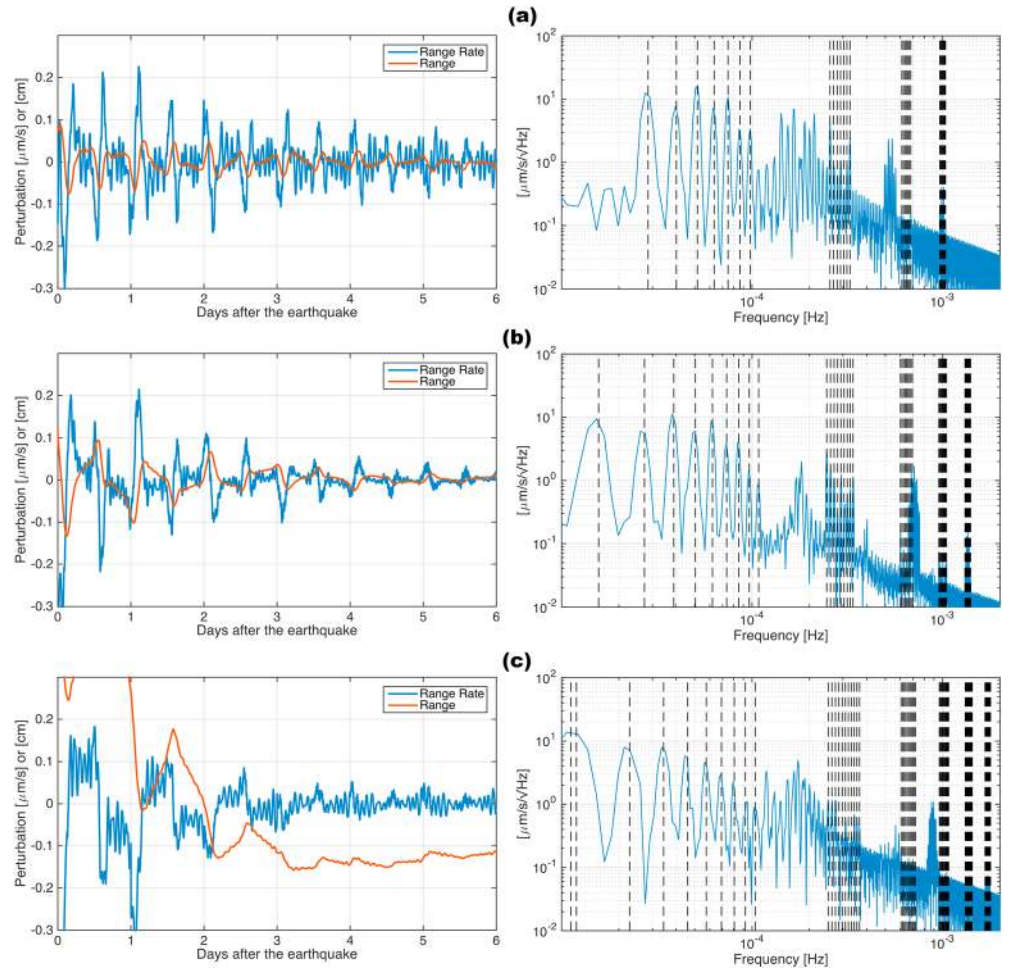 (a)
Perturbation [μm/s] or [cm]
0.2
0.1
0
-0.1
-0.2
-0.3
Range Rate
Range
0 1 2 3 4 5 6
Days after the earthquake
[μm/s/√Hz]
10²
10¹
10⁰
10⁻¹
10⁻²
10⁻⁴ 10⁻³
Frequency [Hz]
(b)
Perturbation [μm/s] or [cm]
0.2
0.1
0
-0.1
-0.2
-0.3
Range Rate
Range
0 1 2 3 4 5 6
Days after the earthquake
[μm/s/√Hz]
10²
10¹
10⁰
10⁻¹
10⁻²
10⁻⁴ 10⁻³
Frequency [Hz]
(c)
Perturbation [μm/s] or [cm]
0.2
0.1
0
-0.1
-0.2
-0.3
Range Rate
Range
0 1 2 3 4 5 6
Days after the earthquake
[μm/s/√Hz]
10²
10¹
10⁰
10⁻¹
10⁻²
10⁻⁴ 10⁻³
Frequency [Hz]